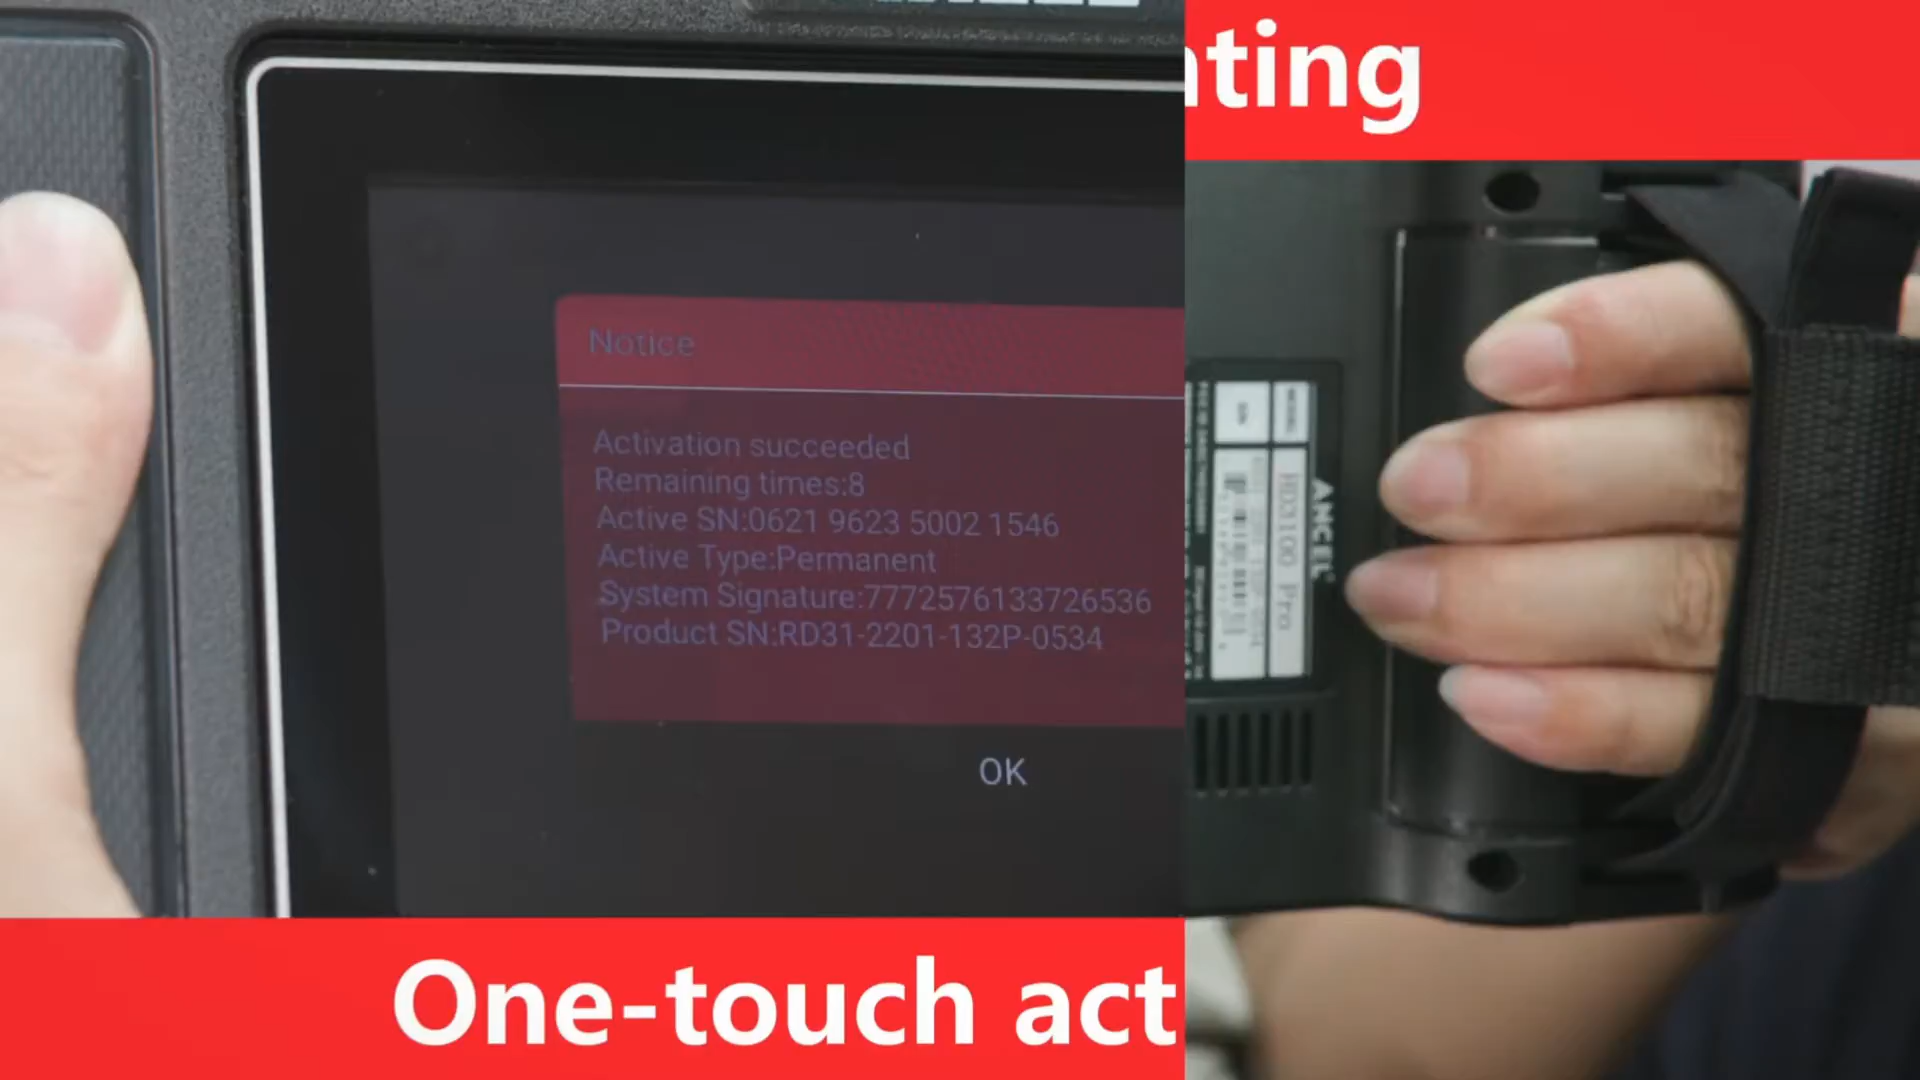 Notice
Activation succeeded
Remaining times:8
Active SN:0621 9623 5002 1546
Active Type:Permanent
System Signature:7772576133726536
Product SN:RD31-2201-132P-0534
OK
One-touch act
ting
ANCEL
HDX100 Pro